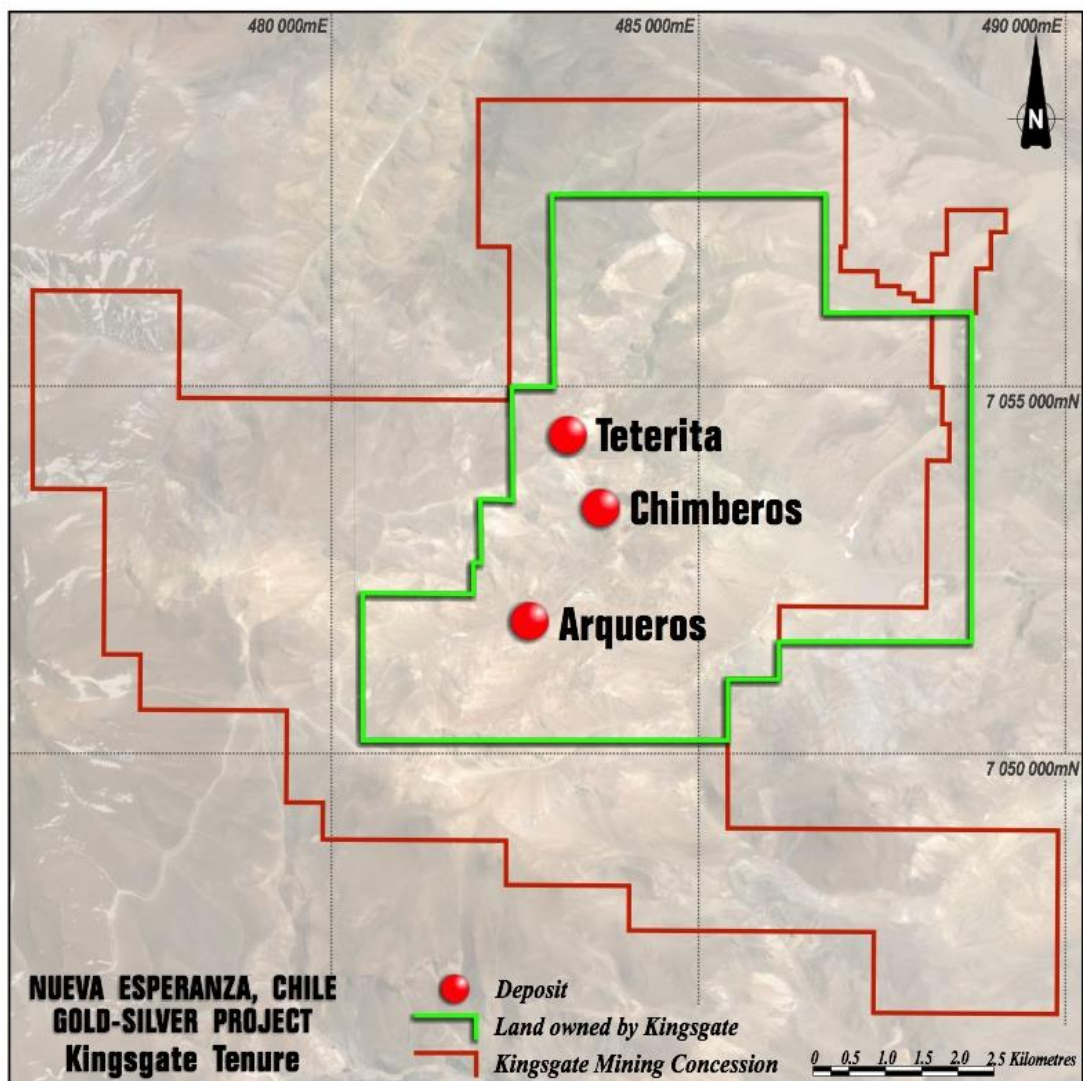 480 000mE
485 000mE
490 000mE
N
7 055 000mN
Teterita
Chimberos
Arqueros
7 050 000mN
NUEVA ESPERANZA, CHILE
GOLD-SILVER PROJECT
Kingsgate Tenure
Deposit
Land owned by Kingsgate
Kingsgate Mining Concession
0 0.5 1.0 1.5 2.0 2.5 Kilometres